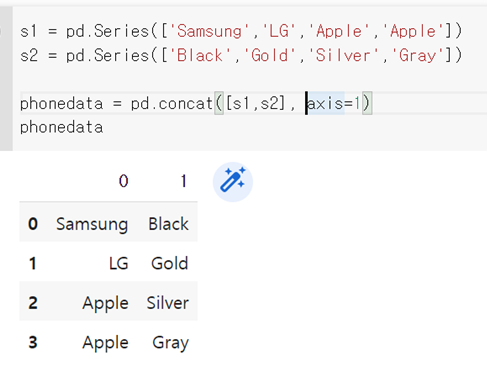 s1 = pd.Series(['Samsung','LG','Apple','Apple'])
s2 = pd.Series(['Black','Gold','Silver','Gray'])
phonedata = pd.concat([s1,s2], axis=1)
phonedata
0 1
0 Samsung Black
1 LG Gold
2 Apple Silver
3 Apple Gray